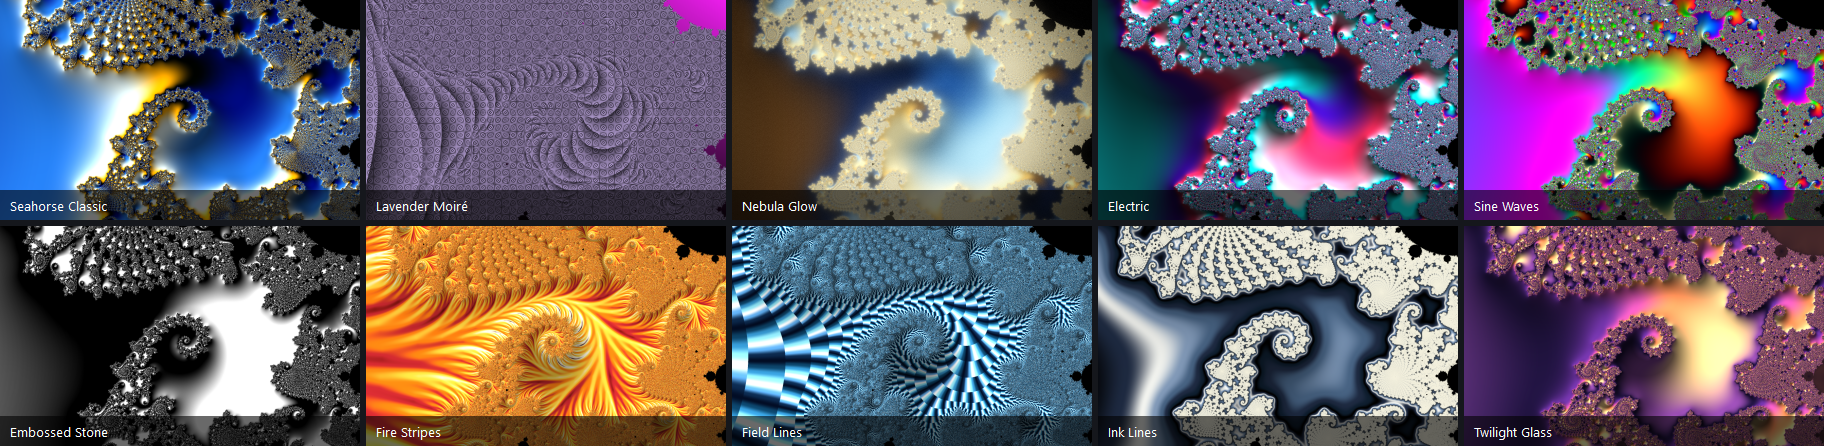 Seahorse Classic
Lavender Moiré
Nebula Glow
Electric
Sine Waves
Embossed Stone
Fire Stripes
Field Lines
Ink Lines
Twilight Glass